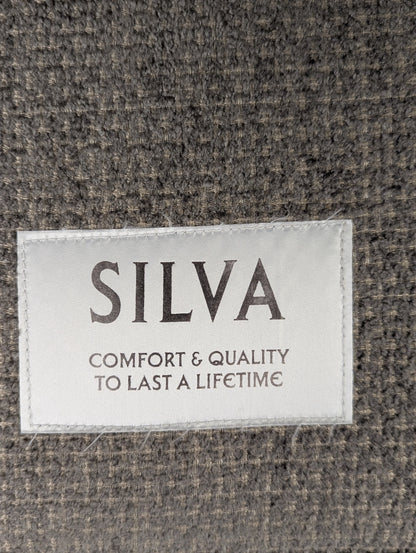 SILVA
COMFORT & QUALITY
TO LAST A LIFETIME